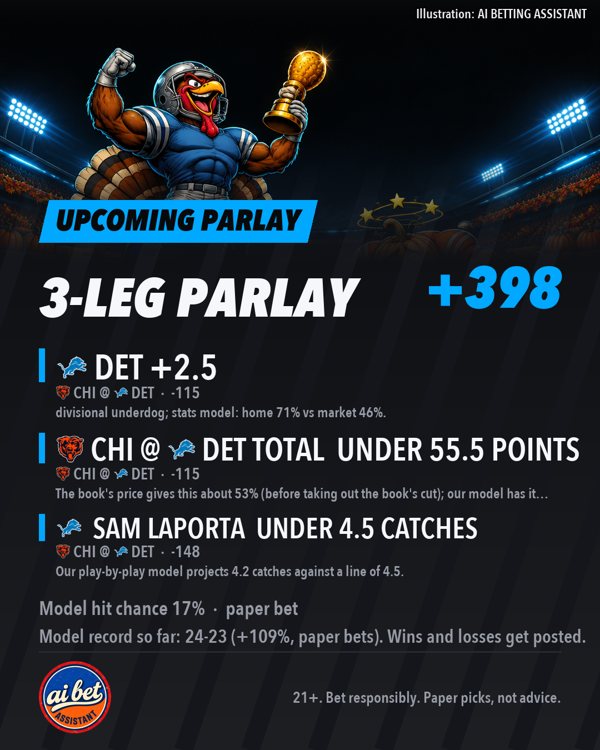 Illustration: AI BETTING ASSISTANT
UPCOMING PARLAY
3-LEG PARLAY
+398
DET +2.5
CHI @ DET · -115
divisional underdog; stats model: home 71% vs market 46%.
CHI @ DET TOTAL UNDER 55.5 POINTS
CHI @ DET · -115
The book's price gives this about 53% (before taking out the book's cut); our model has it…
SAM LAPORTA UNDER 4.5 CATCHES
CHI @ DET · -148
Our play-by-play model projects 4.2 catches against a line of 4.5.
Model hit chance 17% · paper bet
Model record so far: 24-23 (+109%, paper bets). Wins and losses get posted.
ai bet
ASSISTANT
21+. Bet responsibly. Paper picks, not advice.